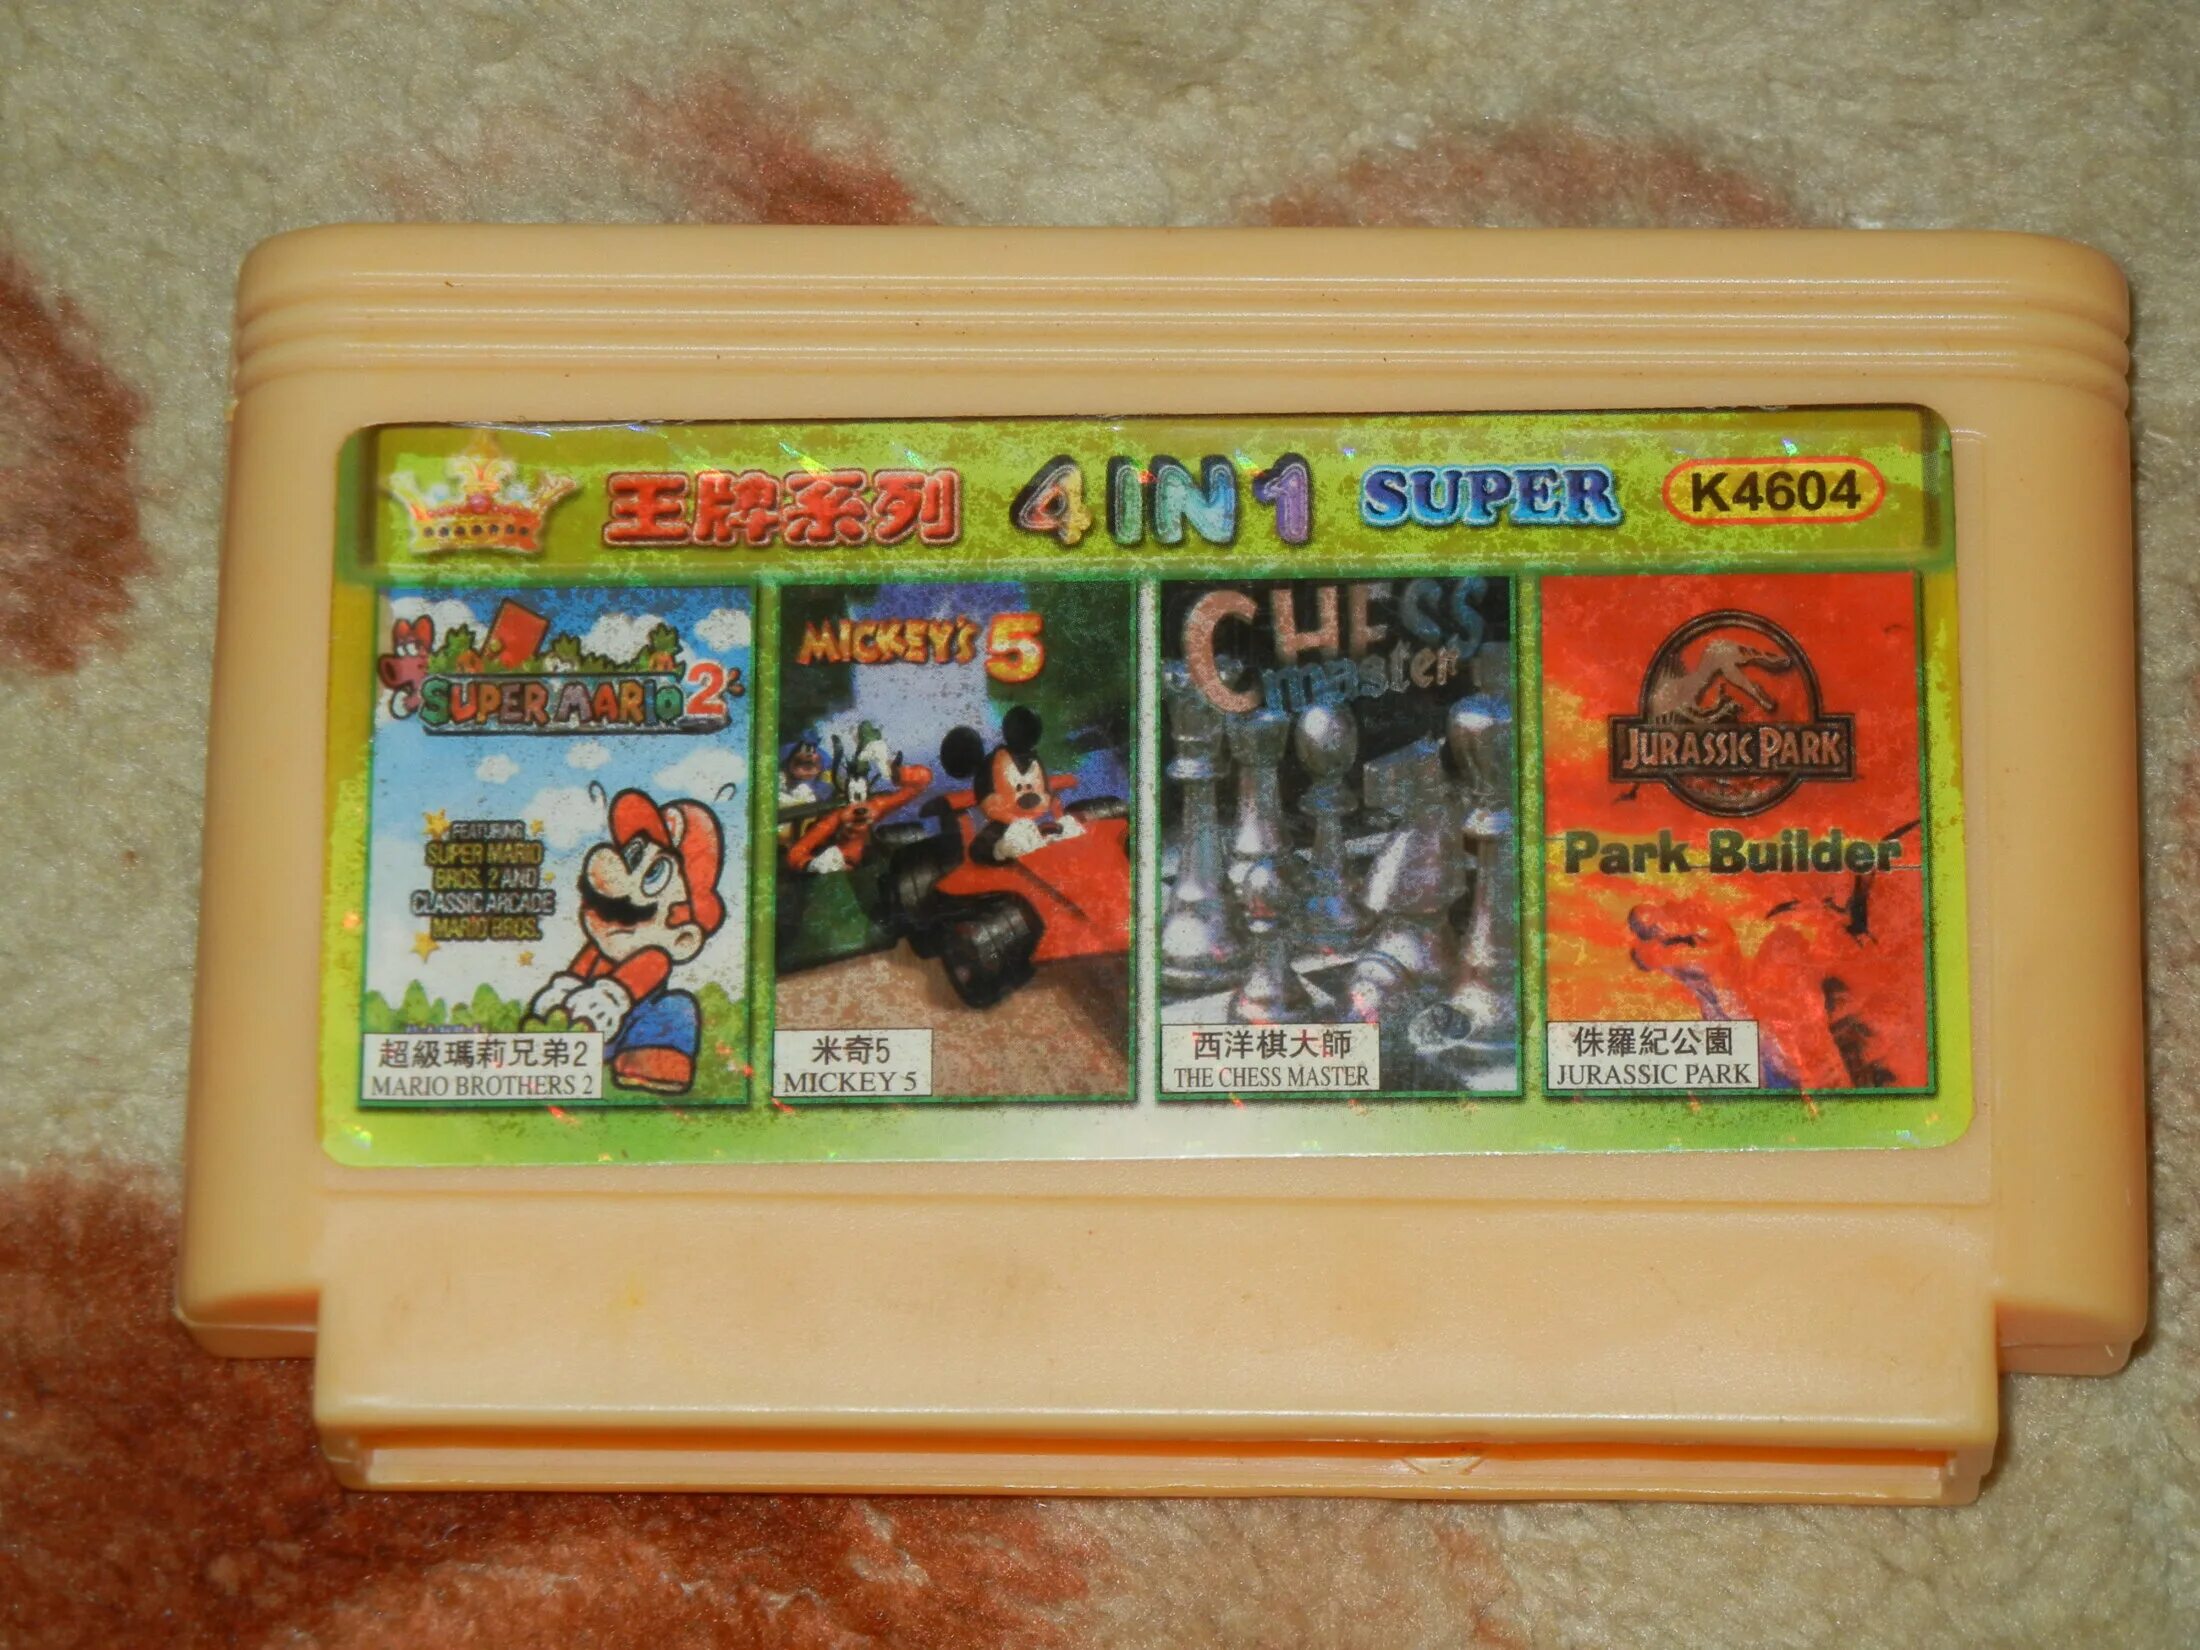 王牌系列 4 IN 1 SUPER K4604
SUPER MARIO 2
FEATURING
SUPER MARIO
BROS. 2 AND
CLASSIC ARCADE
MARIO BROS.
超級瑪莉兄弟2
MARIO BROTHERS 2
MICKEY'S 5
米奇5
MICKEY 5
CHESS
master
西洋棋大師
THE CHESS MASTER
JURASSIC PARK
Park Builder
侏羅紀公園
JURASSIC PARK